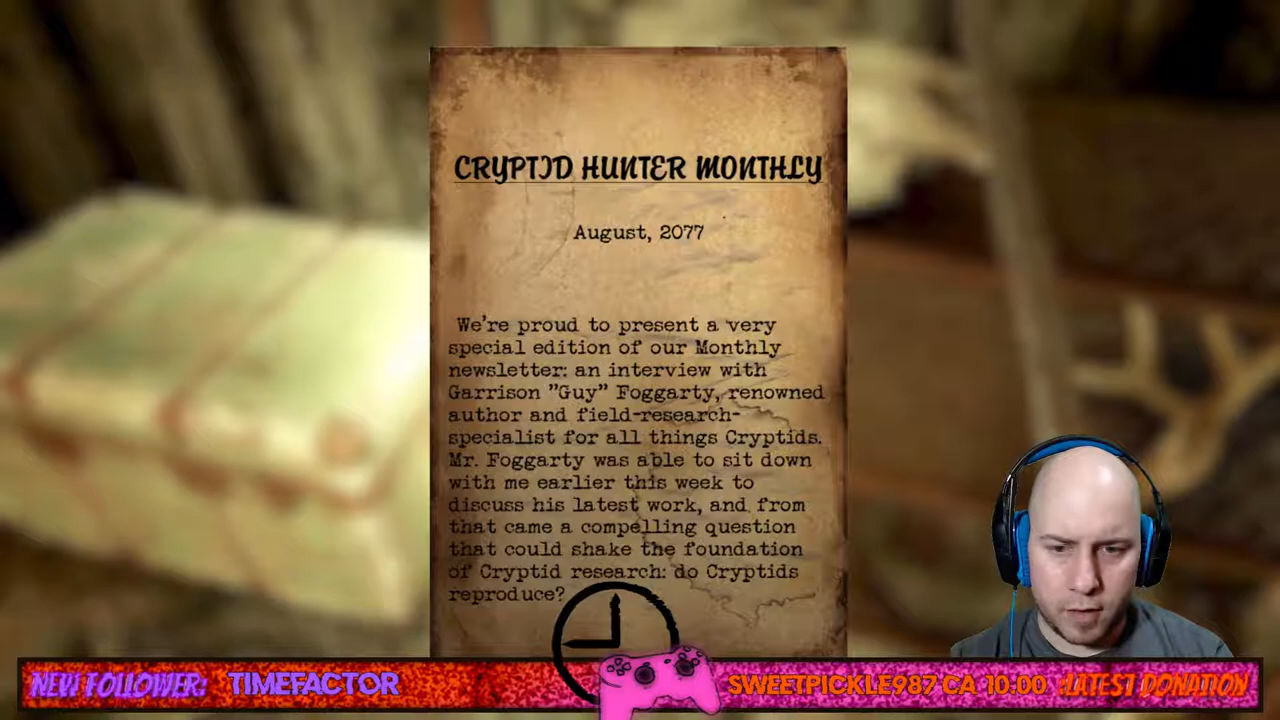 CRYPTID HUNTER MONTHLY
August, 2077
We're proud to present a very
special edition of our Monthly
newsletter: an interview with
Garrison "Guy" Foggarty, renowned
author and field-research-
specialist for all things Cryptids.
Mr. Foggarty was able to sit down
with me earlier this week to
discuss his latest work, and from
that came a compelling question
that could shake the foundation
of Cryptid research: do Cryptids
reproduce?
NEW FOLLOWER: TIMEFACTOR
SWEETPICKLE987 CA 10.00 :LATEST DONATION